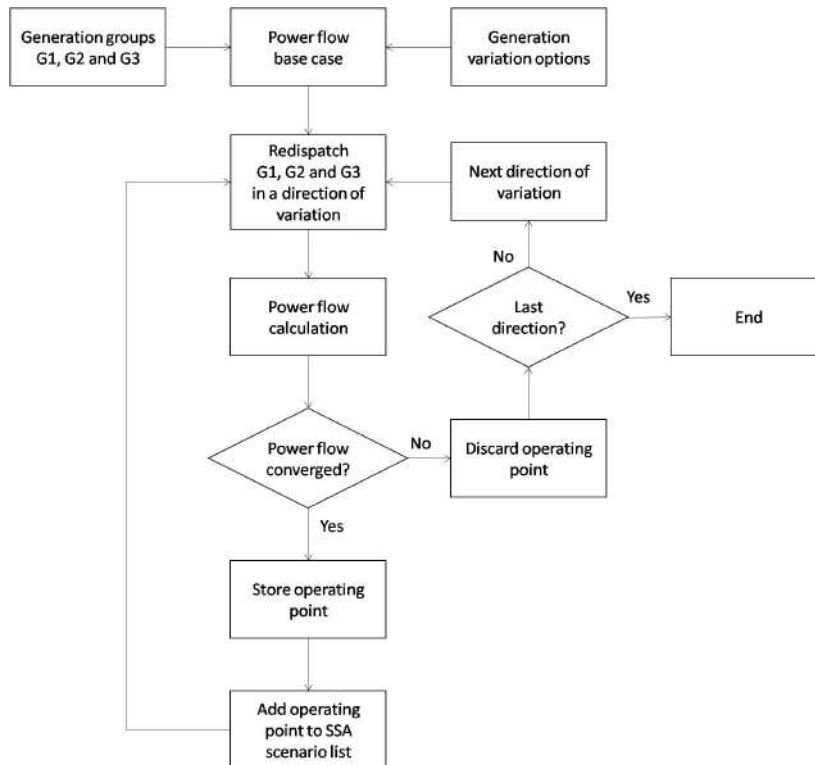 Generation groups
G1, G2 and G3
Power flow
base case
Generation
variation options
Redispatch
G1, G2 and G3
in a direction of
variation
Next direction of
variation
No
Power flow
calculation
Last
direction?
Yes
End
Power flow
converged?
No
Discard operating
point
Yes
Store operating
point
Add operating
point to SSA
scenario list